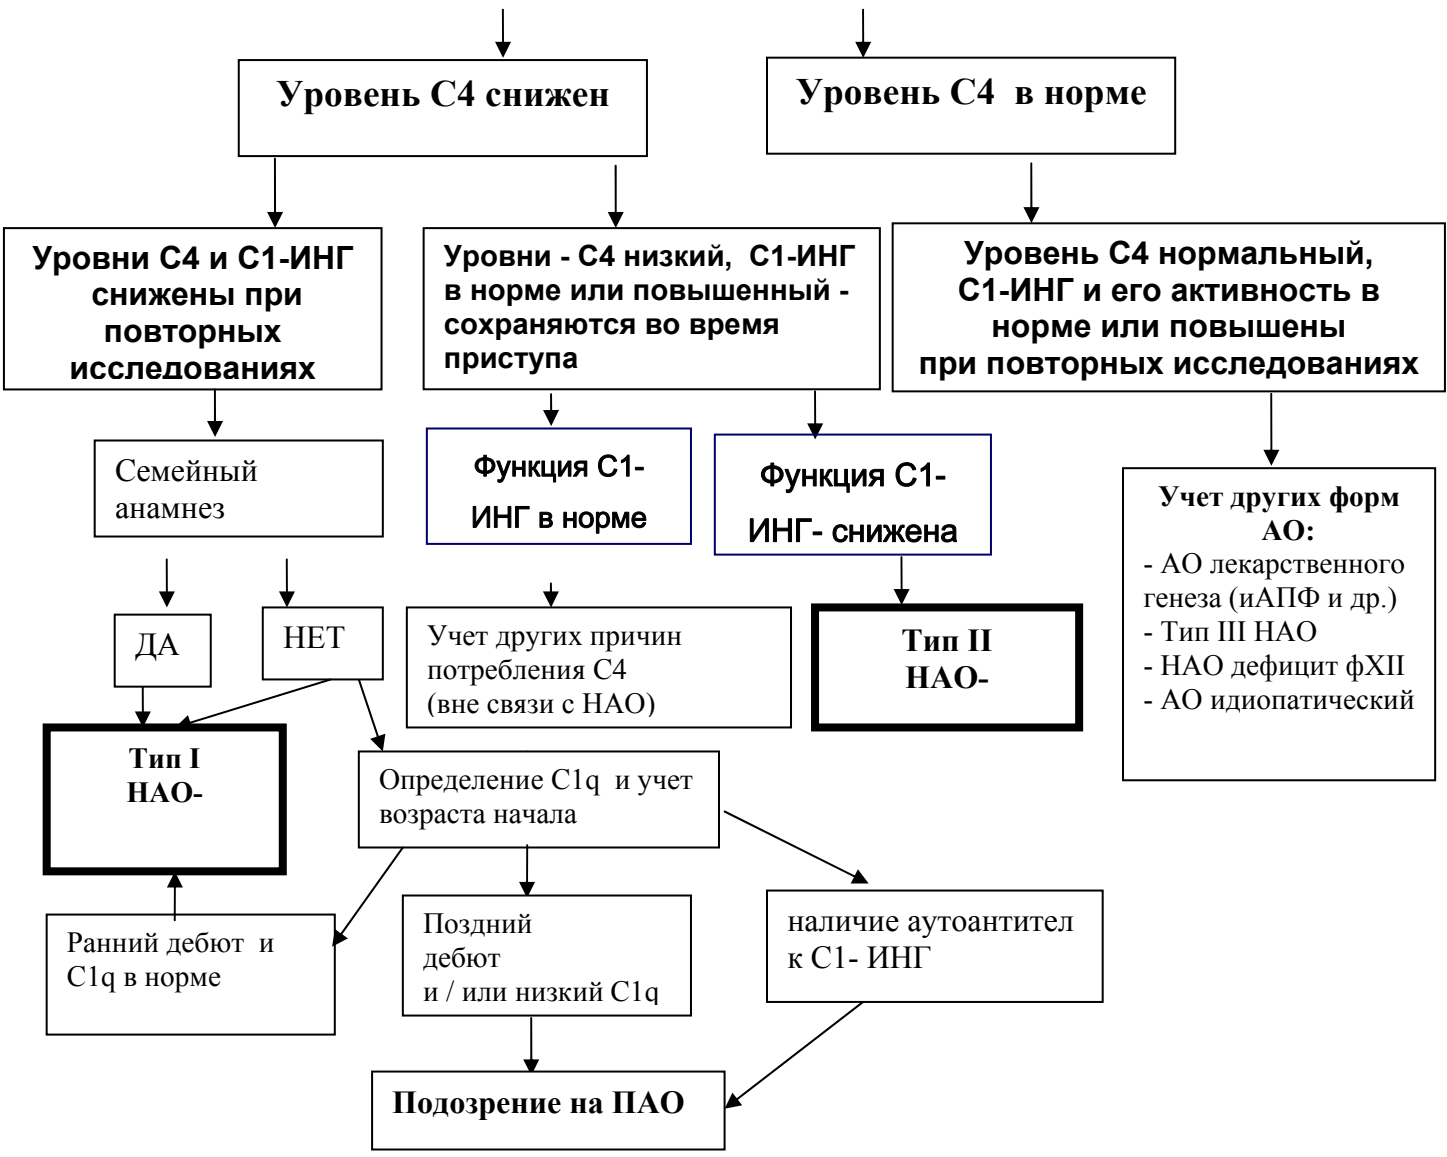 Уровень С4 снижен
Уровень С4 в норме
Уровни С4 и С1-ИНГ
снижены при
повторных
исследованиях
Уровни - С4 низкий, С1-ИНГ
в норме или повышенный -
сохраняются во время
приступа
Уровень С4 нормальный,
С1-ИНГ и его активность в
норме или повышены
при повторных исследованиях
Семейный
анамнез
Функция С1-
ИНГ в норме
Функция С1-
ИНГ- снижена
Учет других форм
АО:
- АО лекарственного
генеза (иАПФ и др.)
- Тип III НАО
- НАО дефицит фXII
- АО идиопатический
ДА
НЕТ
Учет других причин
потребления С4
(вне связи с НАО)
Тип II
НАО-
Тип I
НАО-
Определение C1q и учет
возраста начала
Ранний дебют и
C1q в норме
Поздний
дебют
и / или низкий C1q
наличие аутоантител
к С1- ИНГ
Подозрение на ПАО